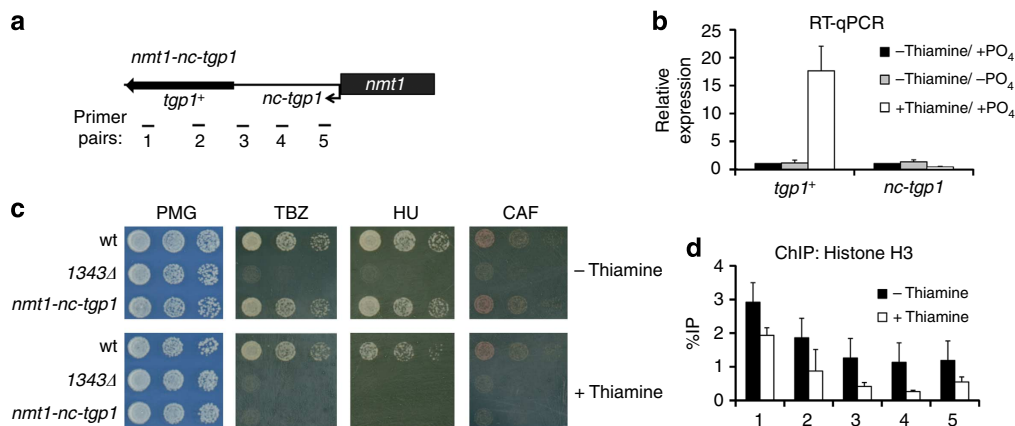 a
nmt1-nc-tgp1
tgp1+
nc-tgp1
nmt1
Primer
pairs:
1 2 3 4 5
b
RT-qPCR
Relative
expression
25
20
15
10
5
0
tgp1+ nc-tgp1
–Thiamine/ +PO4
–Thiamine/ –PO4
+Thiamine/ +PO4
c
PMG TBZ HU CAF
wt
1343Δ
nmt1-nc-tgp1
– Thiamine
wt
1343Δ
nmt1-nc-tgp1
+ Thiamine
d
ChIP: Histone H3
%IP
4
3
2
1
0
1 2 3 4 5
– Thiamine
+ Thiamine